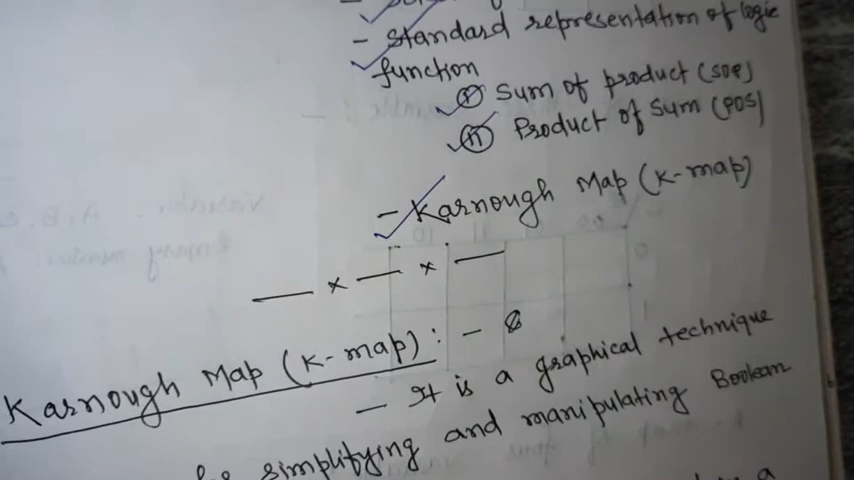 - Standard representation of logic
function
(i) Sum of product (SOP)
(ii) Product of Sum (POS)
- Karnough Map (K-map)
— × — × —
Karnough Map (K-map): -
— It is a graphical technique
simplifying and manipulating Boolean
a